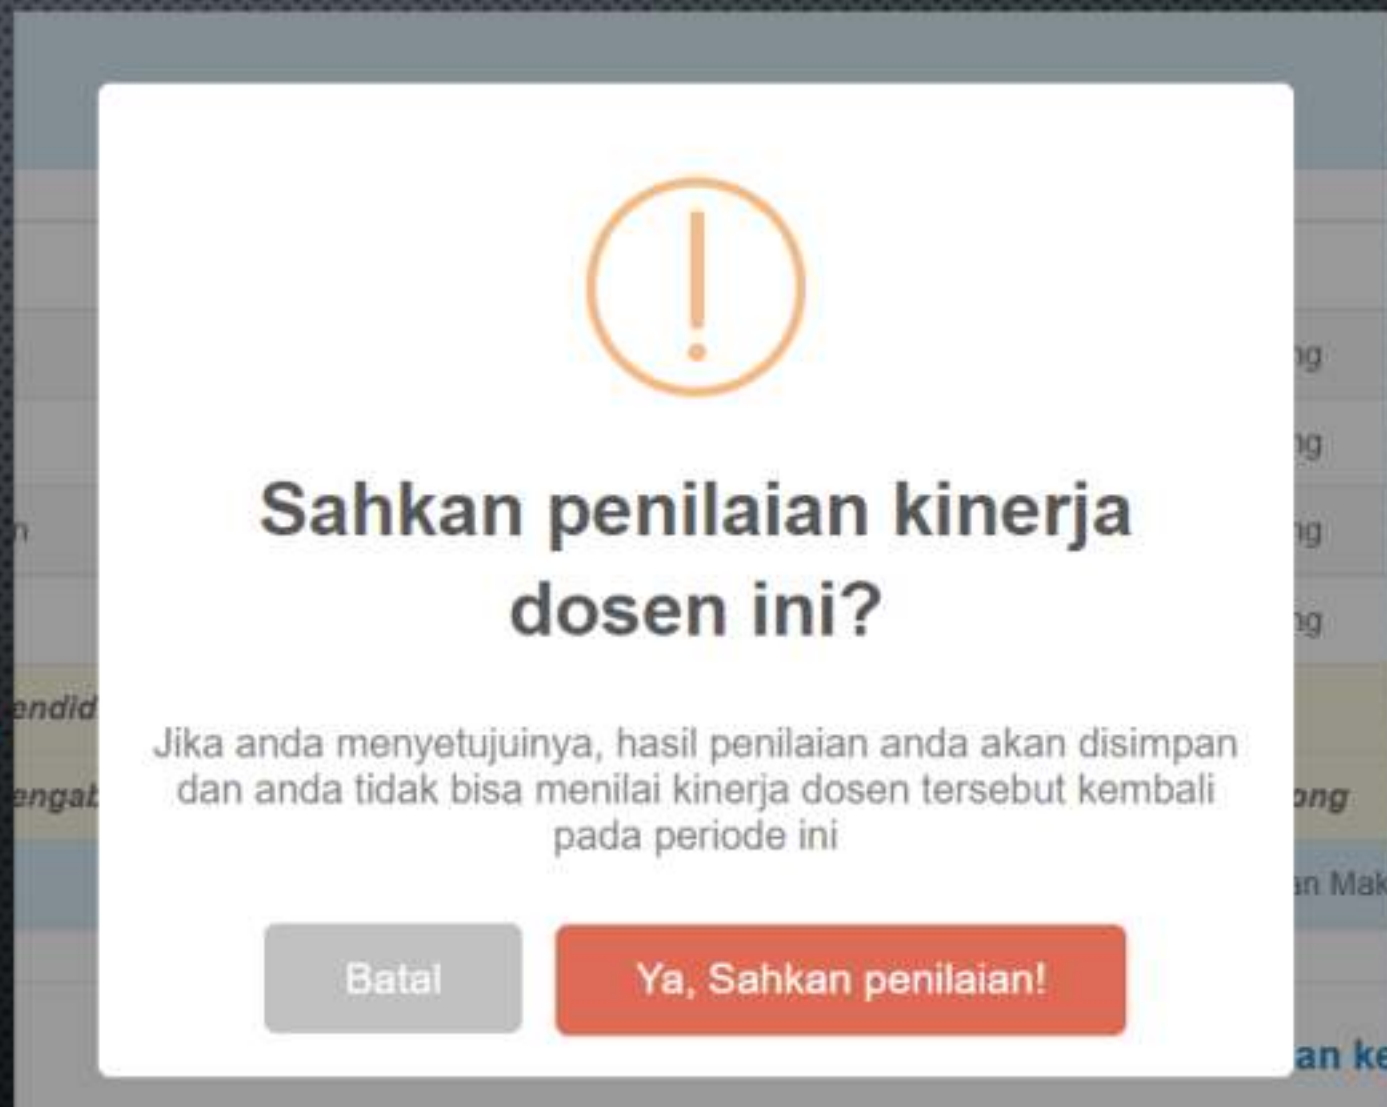 Sahkan penilaian kinerja
dosen ini?
Jika anda menyetujuinya, hasil penilaian anda akan disimpan
dan anda tidak bisa menilai kinerja dosen tersebut kembali
pada periode ini
Batal
Ya, Sahkan penilaian!